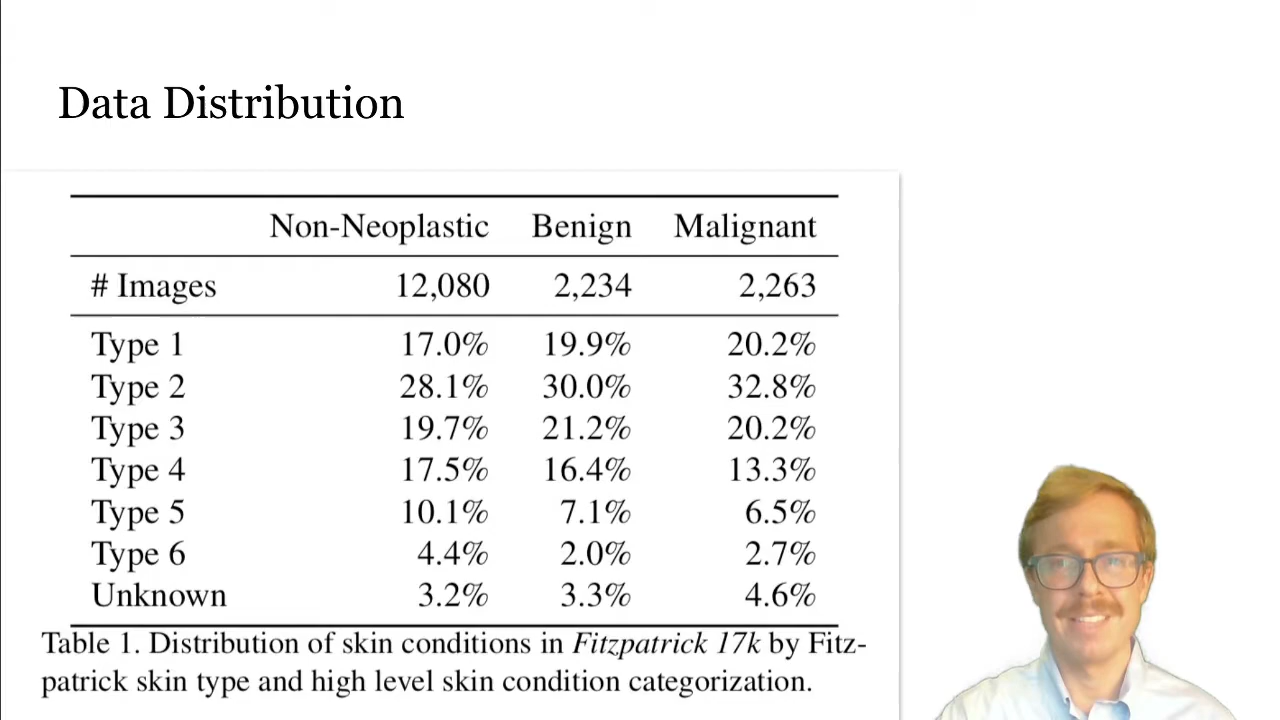 Data Distribution
Non-Neoplastic Benign Malignant
# Images 12,080 2,234 2,263
Type 1 17.0% 19.9% 20.2%
Type 2 28.1% 30.0% 32.8%
Type 3 19.7% 21.2% 20.2%
Type 4 17.5% 16.4% 13.3%
Type 5 10.1% 7.1% 6.5%
Type 6 4.4% 2.0% 2.7%
Unknown 3.2% 3.3% 4.6%
Table 1. Distribution of skin conditions in Fitzpatrick 17k by Fitz-
patrick skin type and high level skin condition categorization.